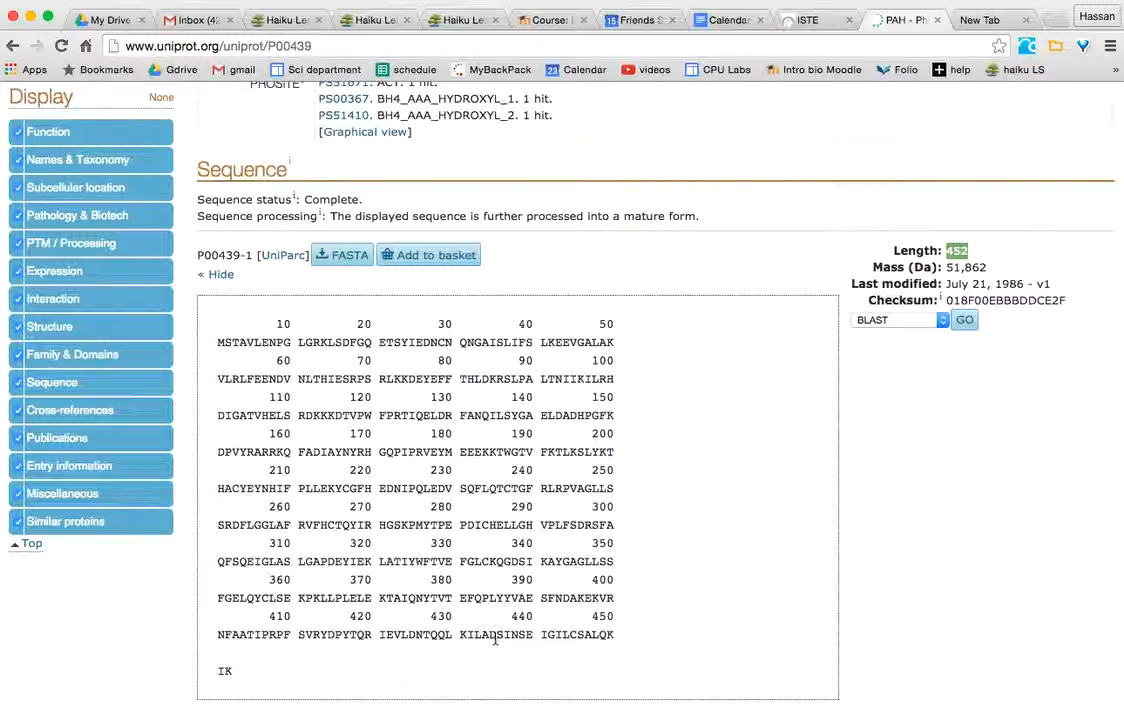 My Drive
Inbox (42
Haiku Le
Haiku Le
Haiku Le
Course:
15 Friends S
Calenda
ISTE
PAH - Ph
New Tab
Hassan
www.uniprot.org/uniprot/P00439
Apps Bookmarks Gdrive gmail Sci department schedule MyBackPack 23 Calendar videos CPU Labs Intro bio Moodle Folio help haiku LS »
Display None
Function
Names & Taxonomy
Subcellular location
Pathology & Biotech
PTM / Processing
Expression
Interaction
Structure
Family & Domains
Sequence
Cross-references
Publications
Entry information
Miscellaneous
Similar proteins
Top
PROSITE
PS51671. ACT. 1 hit.
PS00367. BH4_AAA_HYDROXYL_1. 1 hit.
PS51410. BH4_AAA_HYDROXYL_2. 1 hit.
[Graphical view]
Sequence i
Sequence status i: Complete.
Sequence processing i: The displayed sequence is further processed into a mature form.
P00439-1 [UniParc] FASTA Add to basket
« Hide
Length: 452
Mass (Da): 51,862
Last modified: July 21, 1986 - v1
Checksum: i 018F00EBBBDDCE2F
BLAST GO
10 20 30 40 50
MSTAVLENPG LGRKLSDFGQ ETSYIEDNCN QNGAISLIFS LKEEVGALAK
60 70 80 90 100
VLRLFEENDV NLTHIESRPS RLKKDEYEFF THLDKRSLPA LTNIIKILRH
110 120 130 140 150
DIGATVHELS RDKKKDTVPW FPRTIQELDR FANQILSYGA ELDADHPGFK
160 170 180 190 200
DPVYRARRKQ FADIAYNYRH GQPIPRVEYM EEEKKTWGTV FKTLKSLYKT
210 220 230 240 250
HACYEYNHIF PLLEKYCGFH EDNIPQLEDV SQFLQTCTGF RLRPVAGLLS
260 270 280 290 300
SRDFLGGLAF RVFHCTQYIR HGSKPMYTPE PDICHELLGH VPLFSDRSFA
310 320 330 340 350
QFSQEIGLAS LGAPDEYIEK LATIYWFTVE FGLCKQGDSI KAYGAGLLSS
360 370 380 390 400
FGELQYCLSE KPKLLPLELE KTAIQNYTVT EFQPLYYVAE SFNDAKEKVR
410 420 430 440 450
NFAATIPRPF SVRYDPYTQR IEVLDNTQQL KILADSINSE IGILCSALQK
IK